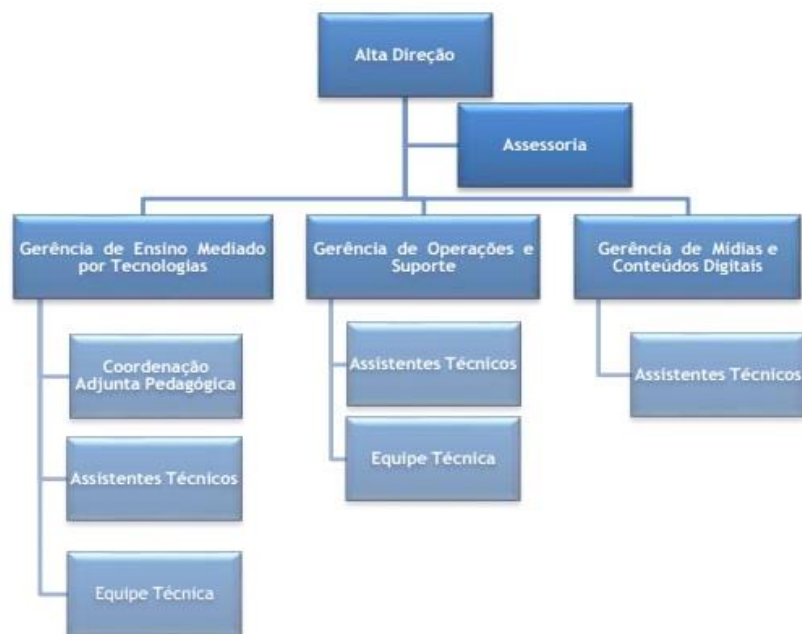 Alta Direção
Assessoria
Gerência de Ensino Mediado
por Tecnologias
Gerência de Operações e
Suporte
Gerência de Mídias e
Conteúdos Digitais
Coordenação
Adjunta Pedagógica
Assistentes Técnicos
Equipe Técnica
Assistentes Técnicos
Equipe Técnica
Assistentes Técnicos